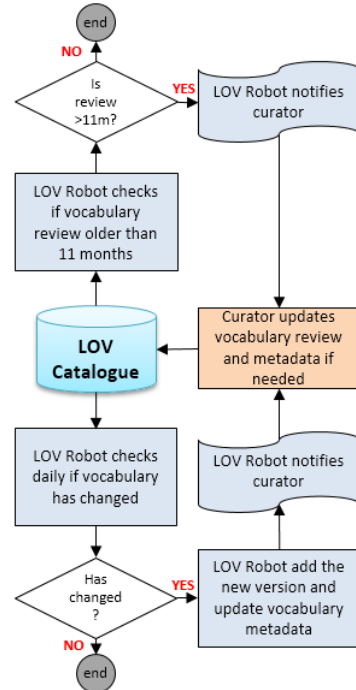 end
NO
Is
review
>11m?
YES
LOV Robot notifies
curator
LOV Robot checks
if vocabulary
review older than
11 months
LOV
Catalogue
Curator updates
vocabulary review
and metadata if
needed
LOV Robot checks
daily if vocabulary
has changed
LOV Robot notifies
curator
Has
changed
?
YES
LOV Robot add the
new version and
update vocabulary
metadata
NO
end